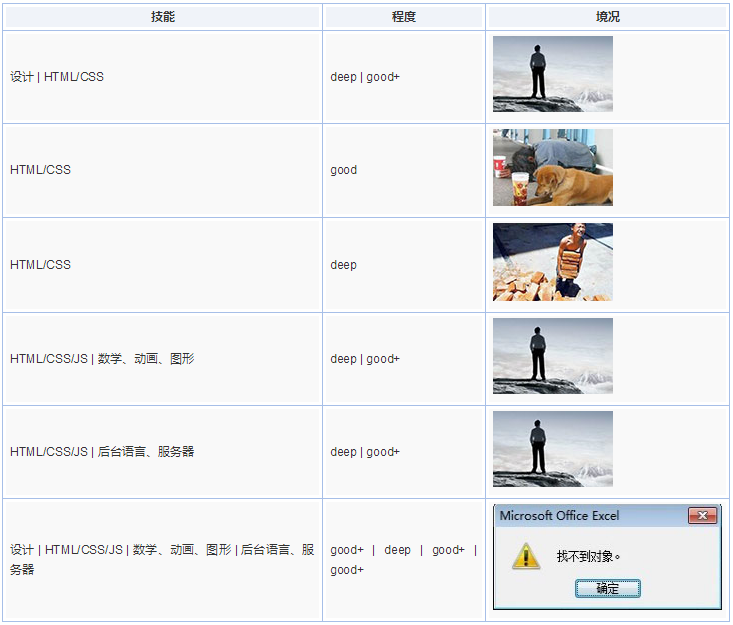 技能 程度 境况
设计 | HTML/CSS deep | good+
HTML/CSS good
HTML/CSS deep
HTML/CSS/JS | 数学、动画、图形 deep | good+
HTML/CSS/JS | 后台语言、服务器 deep | good+
设计 | HTML/CSS/JS | 数学、动画、图形 | 后台语言、服
务器
good+ | deep | good+ |
good+
Microsoft Office Excel
找不到对象。
确定